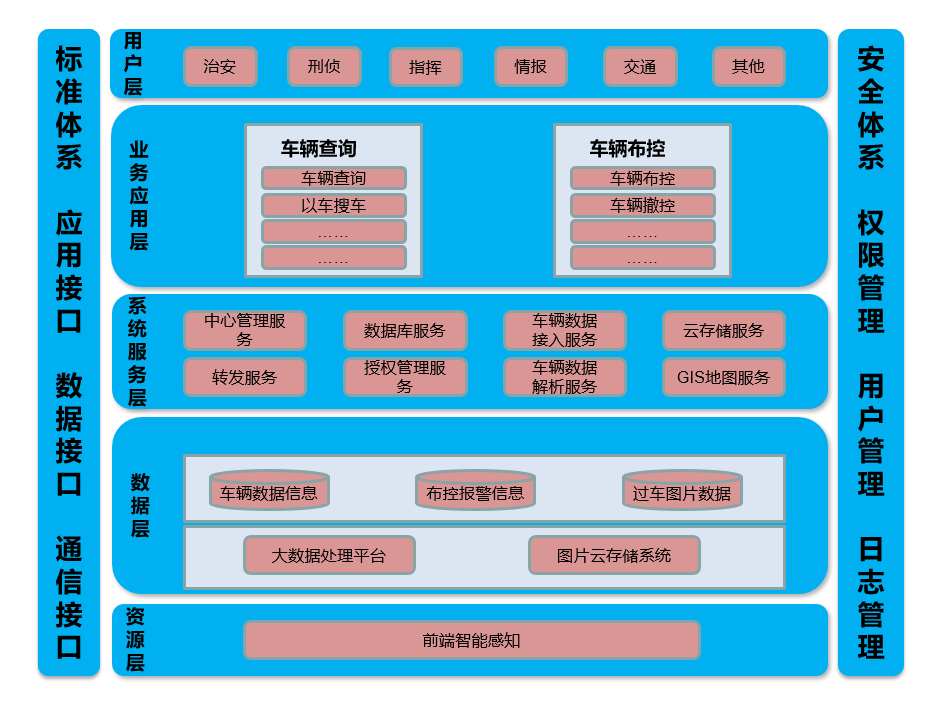 标准体系
应用接口
数据接口
通信接口
用户层
治安
刑侦
指挥
情报
交通
其他
业务应用层
车辆查询
车辆查询
以车搜车
……
……
车辆布控
车辆布控
车辆撤控
……
……
系统服务层
中心管理服
务
数据库服务
车辆数据
接入服务
云存储服务
转发服务
授权管理服
务
车辆数据
解析服务
GIS地图服务
数据层
车辆数据信息
布控报警信息
过车图片数据
大数据处理平台
图片云存储系统
资源层
前端智能感知
安全体系
权限管理
用户管理
日志管理